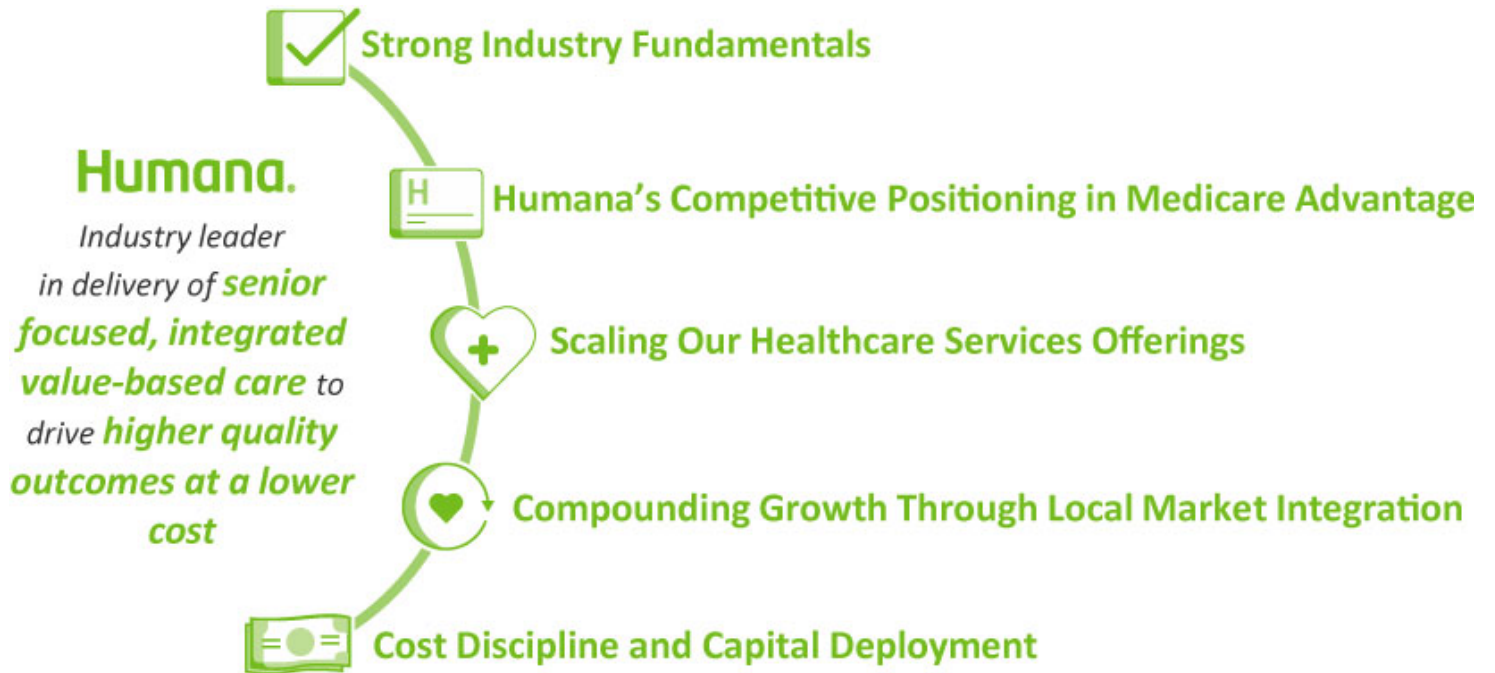 Strong Industry Fundamentals
Humana.
Industry leader
in delivery of senior
focused, integrated
value-based care to
drive higher quality
outcomes at a lower
cost
H
Humana's Competitive Positioning in Medicare Advantage
Scaling Our Healthcare Services Offerings
Compounding Growth Through Local Market Integration
Cost Discipline and Capital Deployment